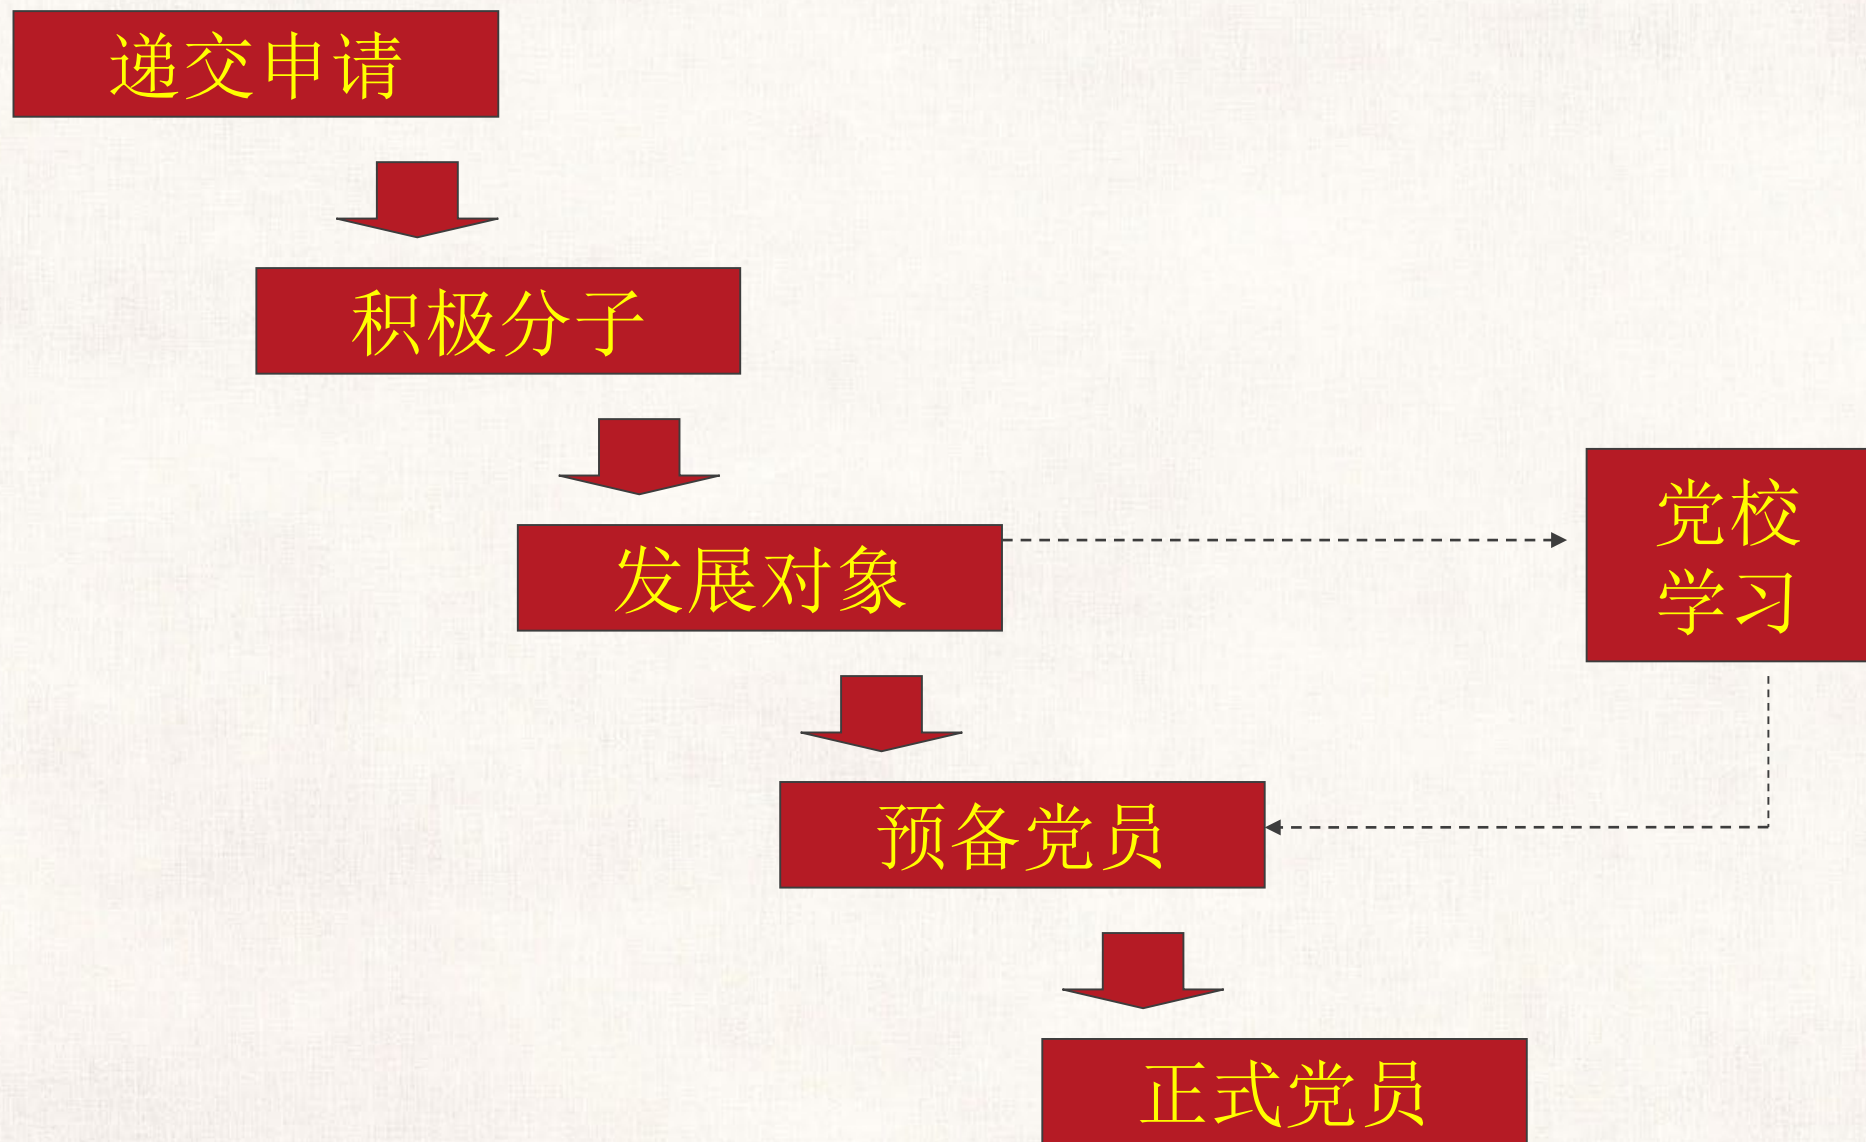 递交申请
积极分子
发展对象
党校
学习
预备党员
正式党员